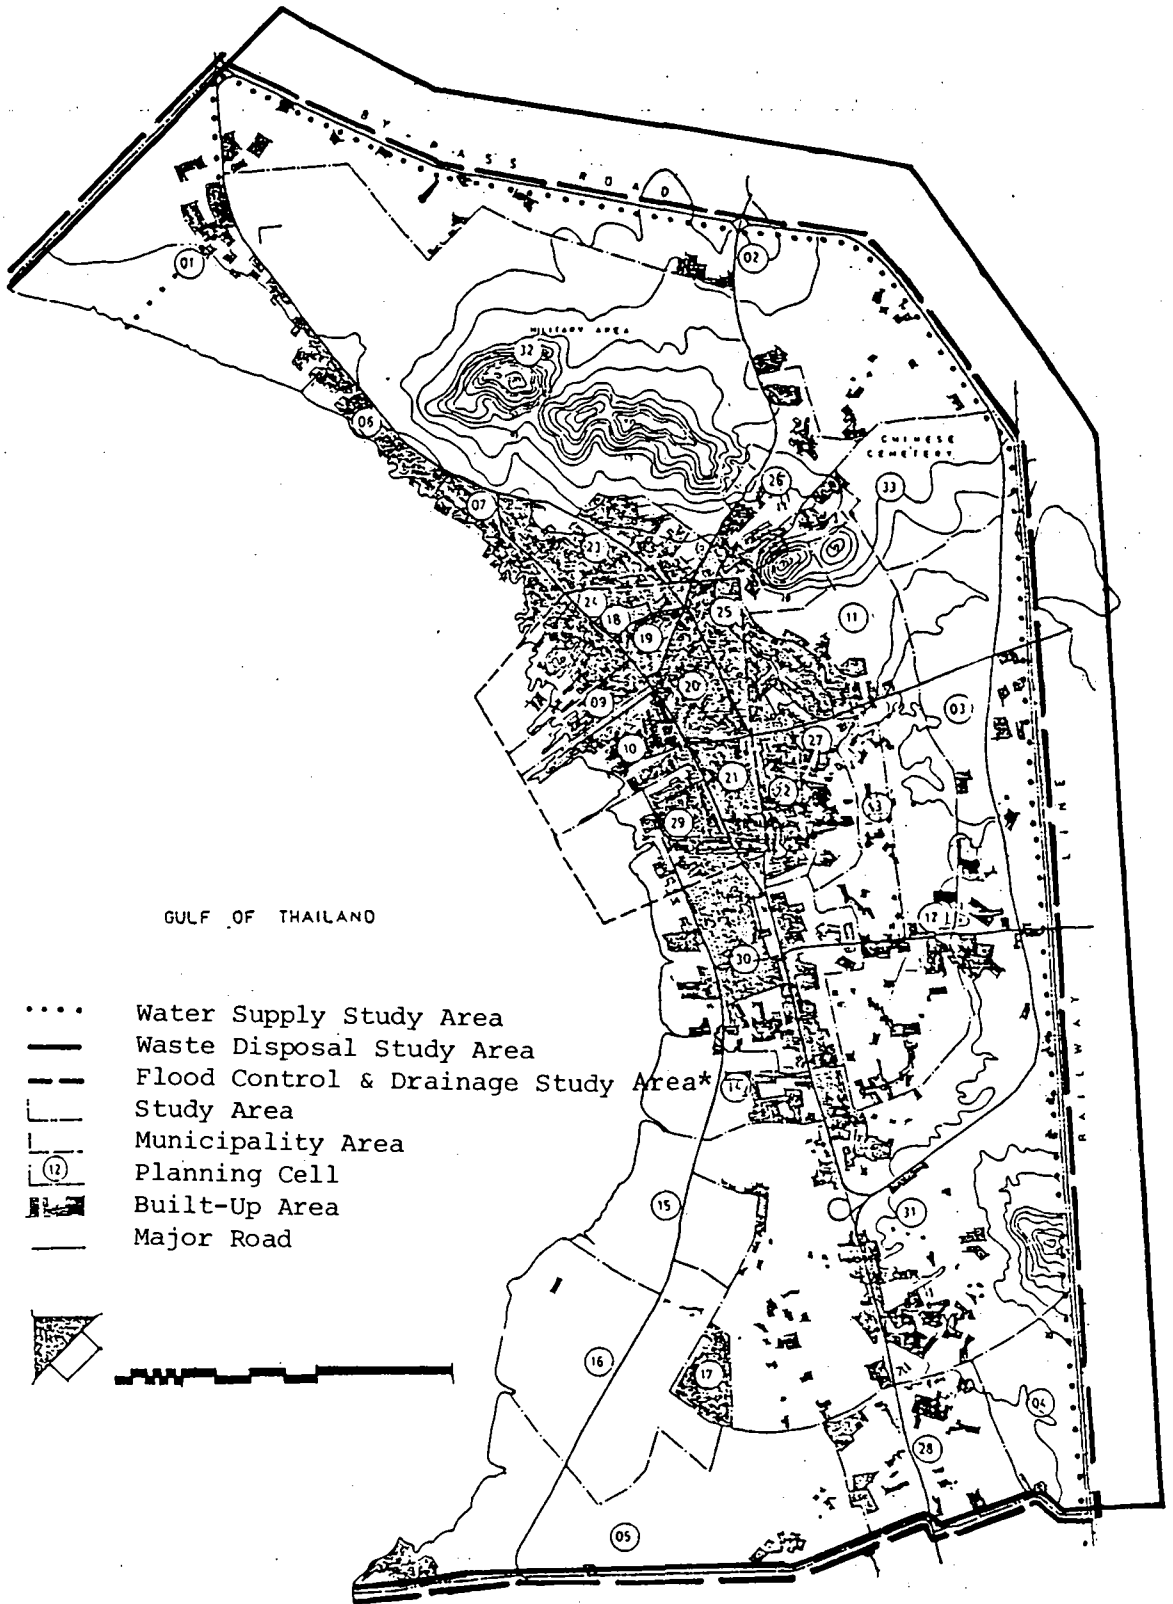 BY-PASS ROAD
01
02
MILITARY AREA
32
06
CHINESE
CEMETERY
26
33
07
23
24
18
25
11
19
20
09
03
10
27
21
22
13
29
LINE
GULF OF THAILAND
12
30
RAILWAY
.... Water Supply Study Area
Waste Disposal Study Area
Flood Control & Drainage Study Area*
14
Study Area
Municipality Area
12 Planning Cell
Built-Up Area
15
31
Major Road
16
17
04
28
05